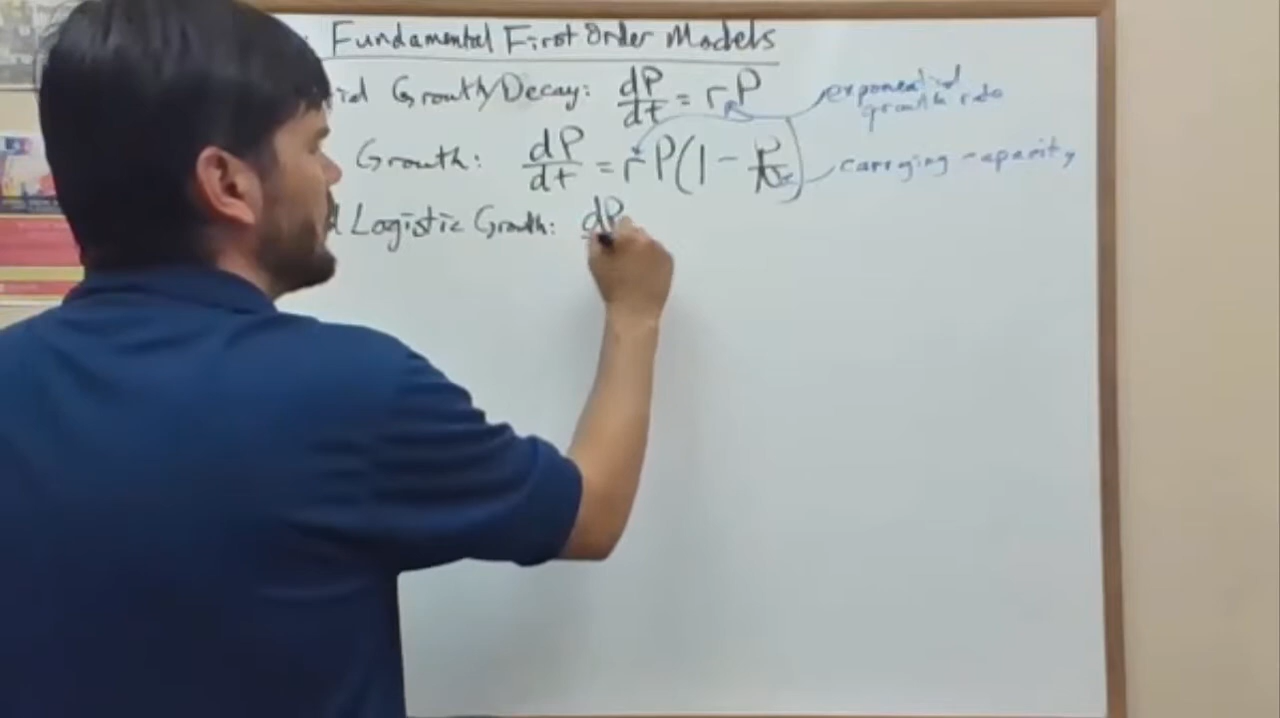 Fundamental First Order Models
Growth/Decay: dP/dt = rP
exponential growth rate
Growth: dP/dt = rP(1 - P/K)
carrying capacity
Logistic Growth: dP